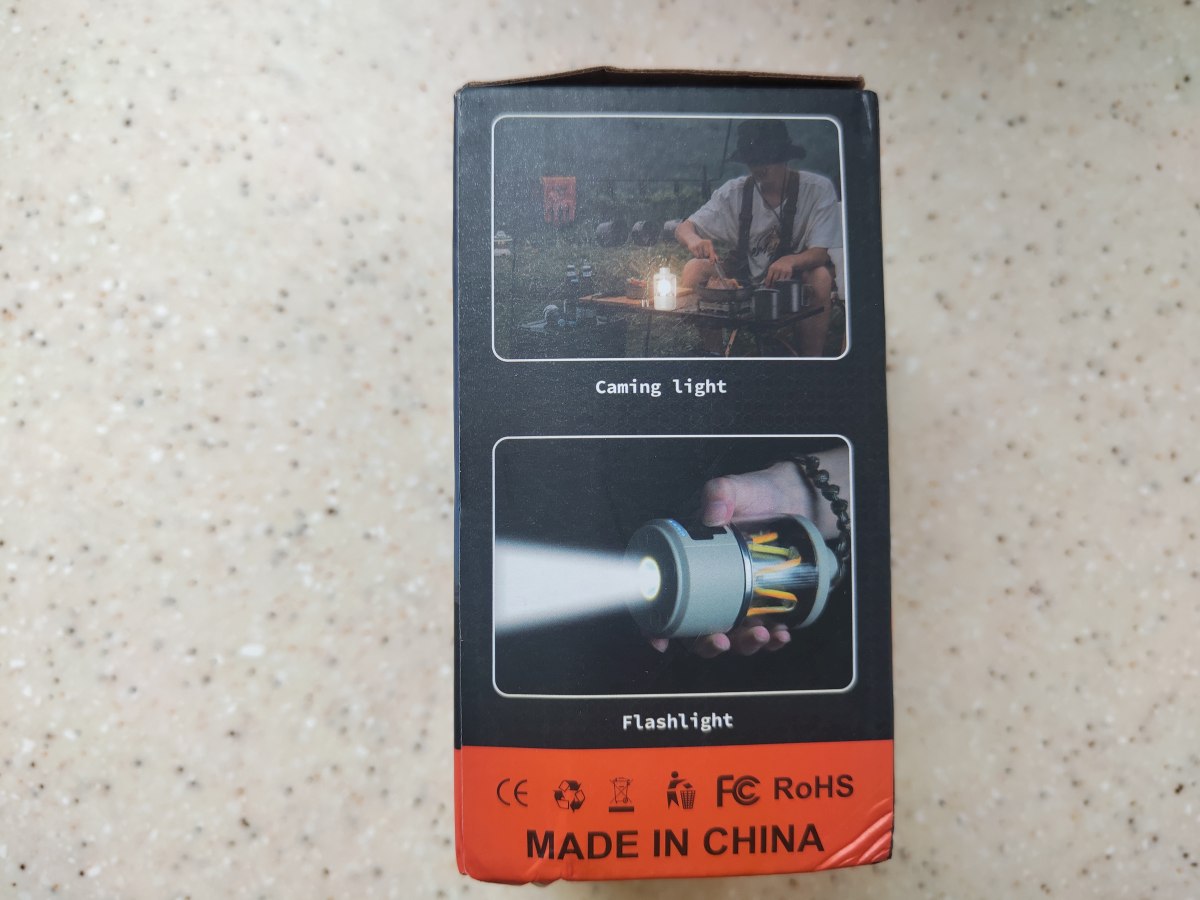 Caming light
Flashlight
CE FC RoHS
MADE IN CHINA